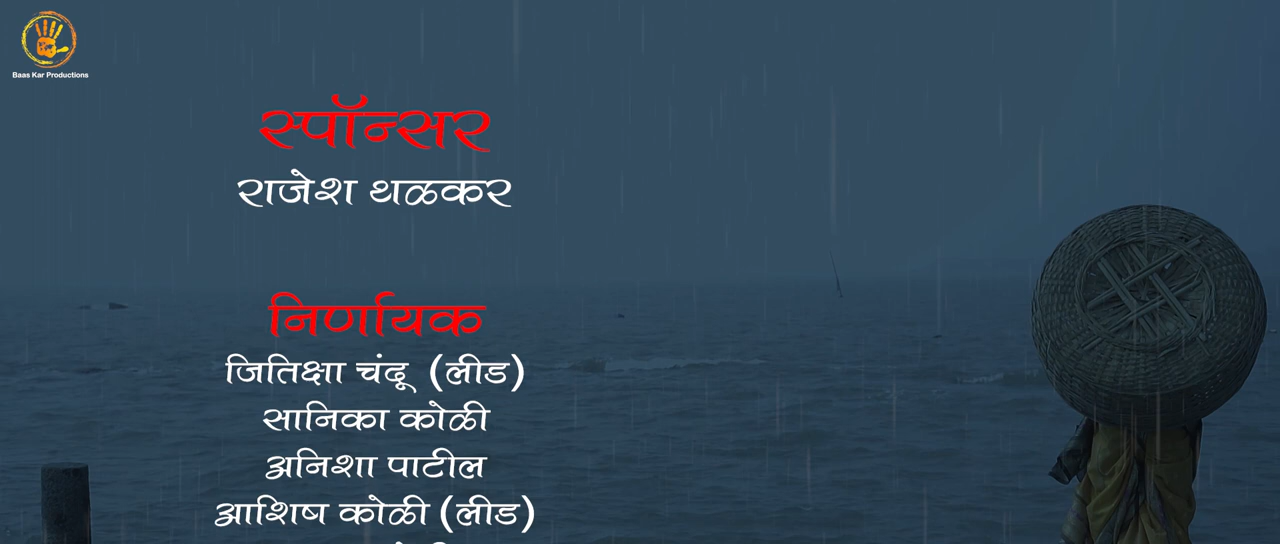 Baas Kar Productions
स्पॉन्सर
राजेश थळकर
निर्णायक
जितिक्षा चंदू (लीड)
सानिका कोळी
अनिशा पाटील
आशिष कोळी (लीड)